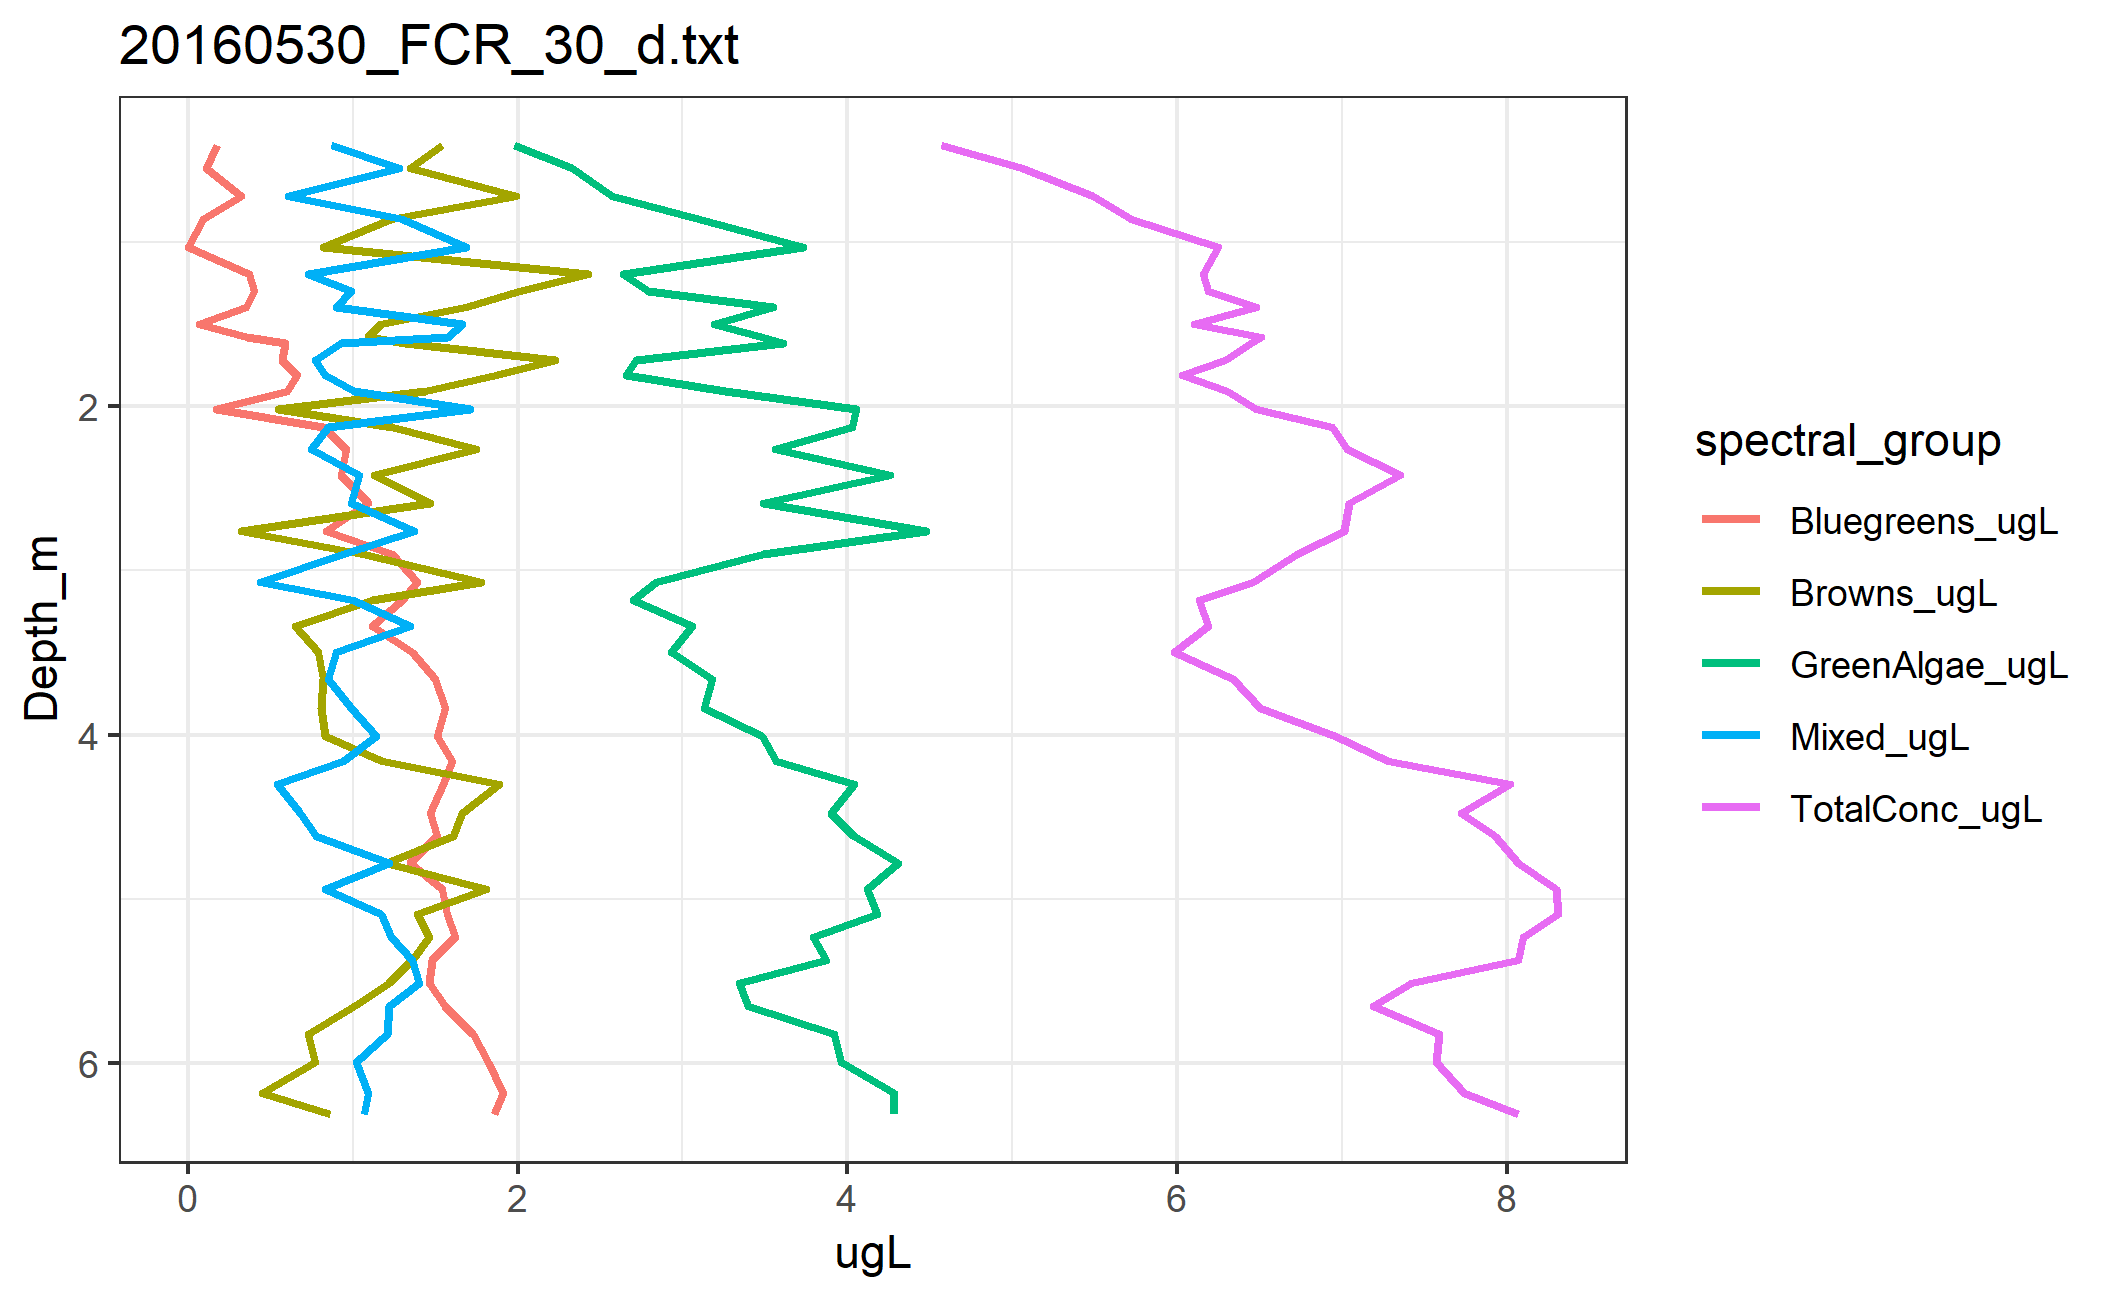 20160530_FCR_30_d.txt
Depth_m
2
4
6
0 2 4 6 8
ugL
spectral_group
Bluegreens_ugL
Browns_ugL
GreenAlgae_ugL
Mixed_ugL
TotalConc_ugL